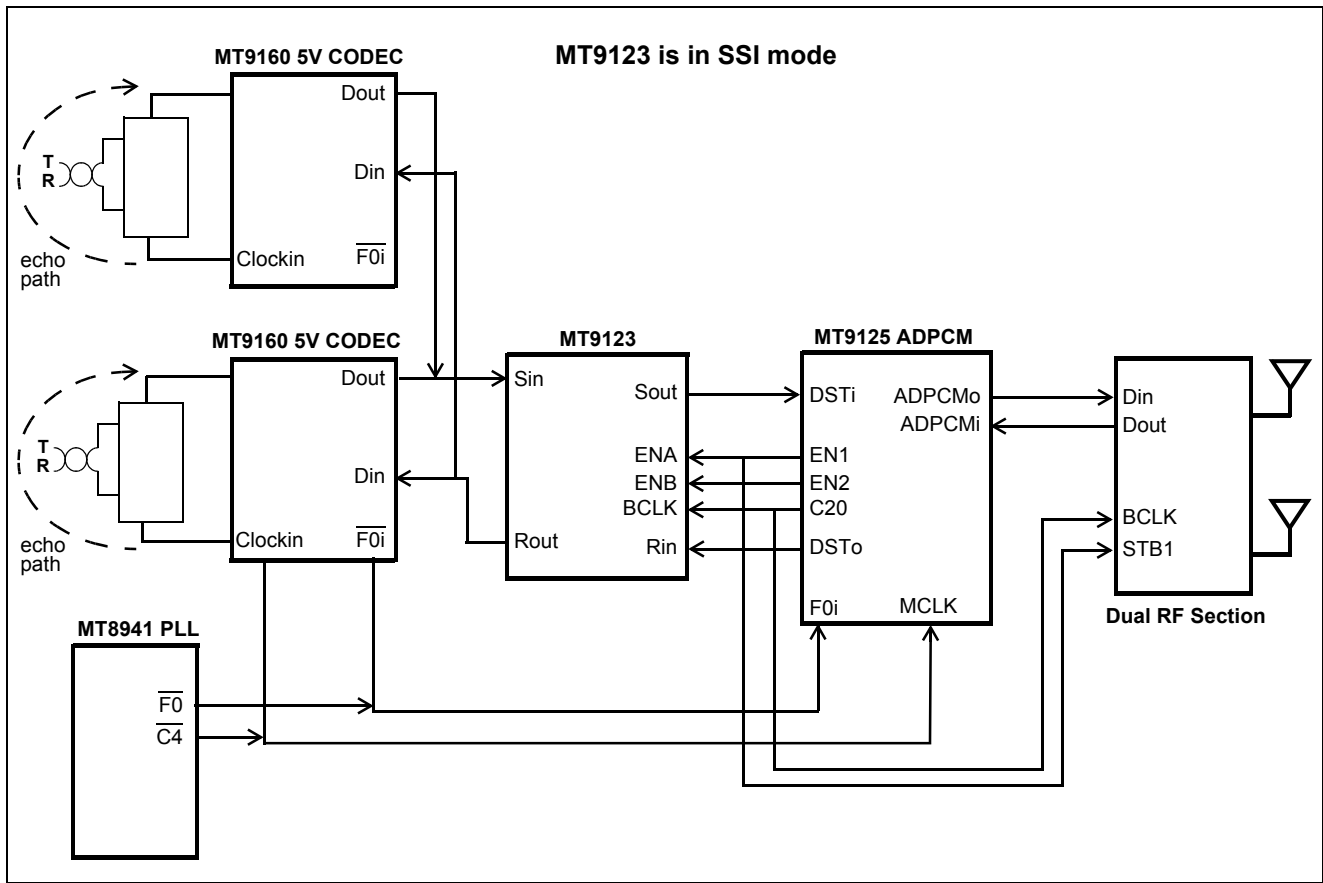 MT9123 is in SSI mode
MT9160 5V CODEC
Dout
Din
Clockin
F0i
T
R
echo
path
MT9160 5V CODEC
Dout
Din
Clockin
F0i
T
R
echo
path
MT9123
Sin
Sout
ENA
ENB
BCLK
Rout
Rin
MT9125 ADPCM
DSTi
ADPCMo
ADPCMi
EN1
EN2
C20
DSTo
F0i
MCLK
Din
Dout
BCLK
STB1
Dual RF Section
MT8941 PLL
F0
C4